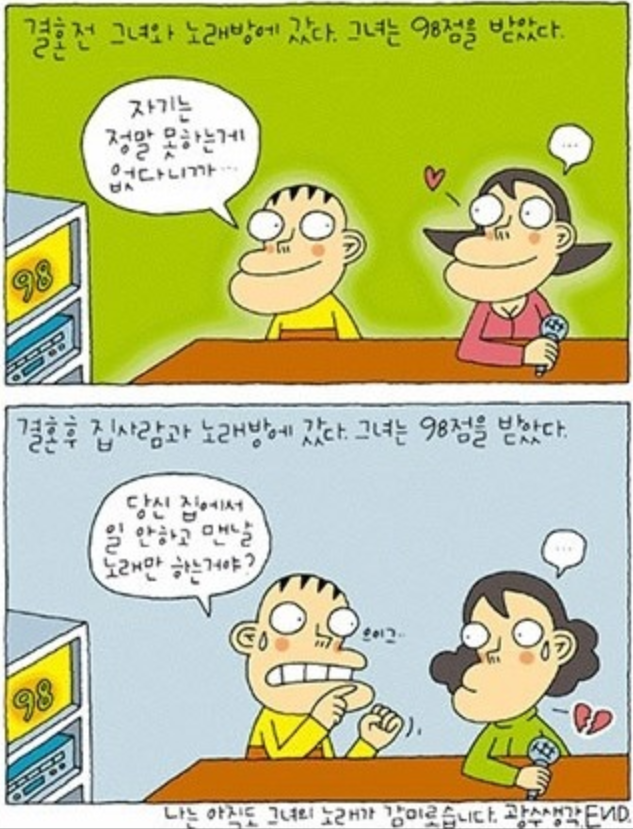 결혼전 그녀와 노래방에 갔다. 그녀는 98점을 받았다.
자기는
정말 못하는게
없다니까…
...
98
결혼후 집사람과 노래방에 갔다. 그녀는 98점을 받았다.
당신 집에서
일 안하고 맨날
노래만 하는거야?
...
으이그..
98
나는 아직도 그녀의 노래가 감미롭습니다. 광수생각.END.